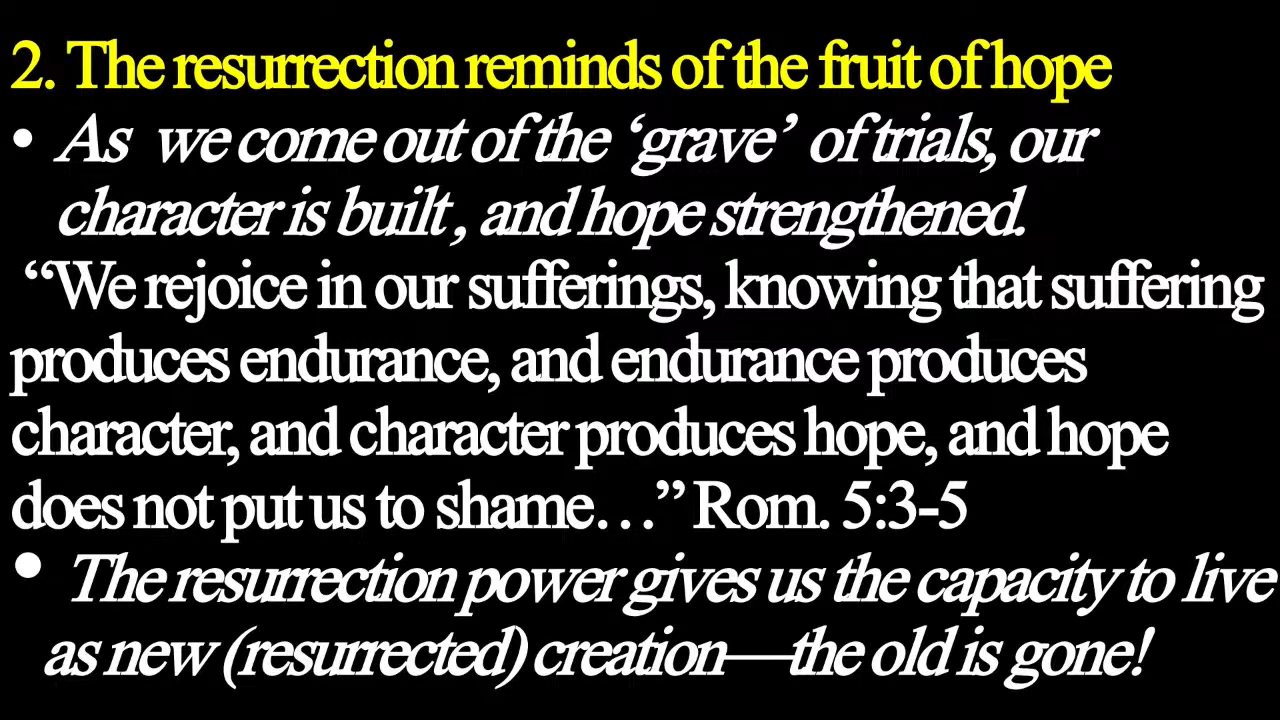 2. The resurrection reminds of the fruit of hope
• As we come out of the ‘grave’ of trials, our
character is built , and hope strengthened.
“We rejoice in our sufferings, knowing that suffering
produces endurance, and endurance produces
character, and character produces hope, and hope
does not put us to shame…” Rom. 5:3-5
• The resurrection power gives us the capacity to live
as new (resurrected) creation—the old is gone!